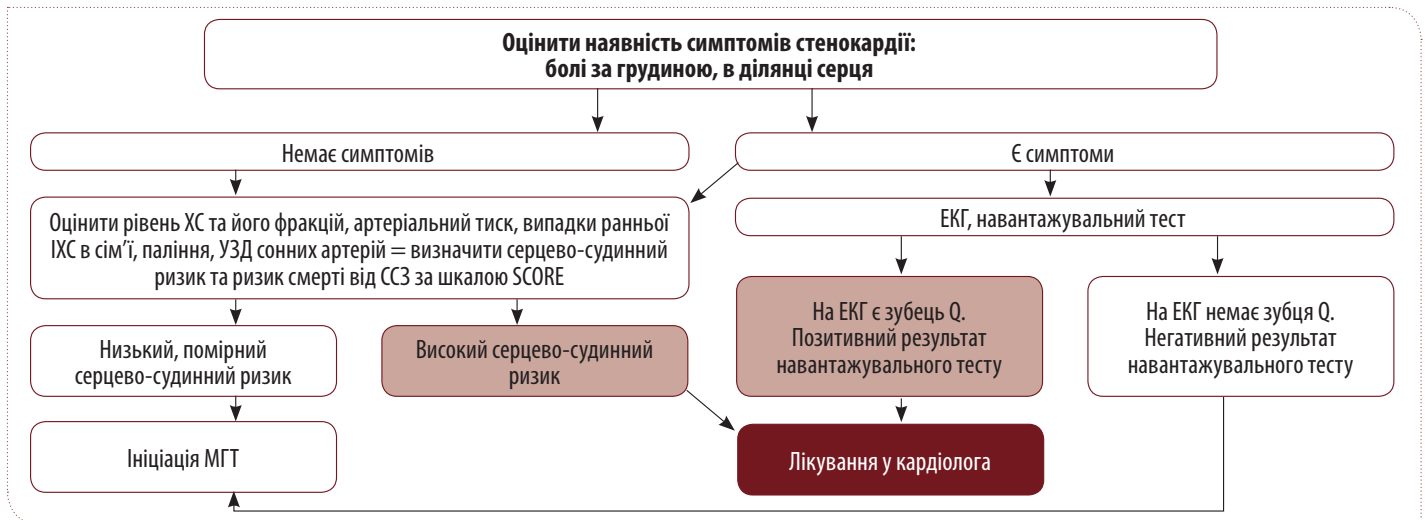 Оцінити наявність симптомів стенокардії:
болі за грудиною, в ділянці серця
Немає симптомів
Є симптоми
Оцінити рівень ХС та його фракцій, артеріальний тиск, випадки ранньої
ІХС в сім’ї, паління, УЗД сонних артерій = визначити серцево-судинний
ризик та ризик смерті від ССЗ за шкалою SCORE
ЕКГ, навантажувальний тест
Низький, помірний
серцево-судинний ризик
Високий серцево-судинний
ризик
На ЕКГ є зубець Q.
Позитивний результат
навантажувального тесту
На ЕКГ немає зубця Q.
Негативний результат
навантажувального тесту
Ініціація МГТ
Лікування у кардіолога